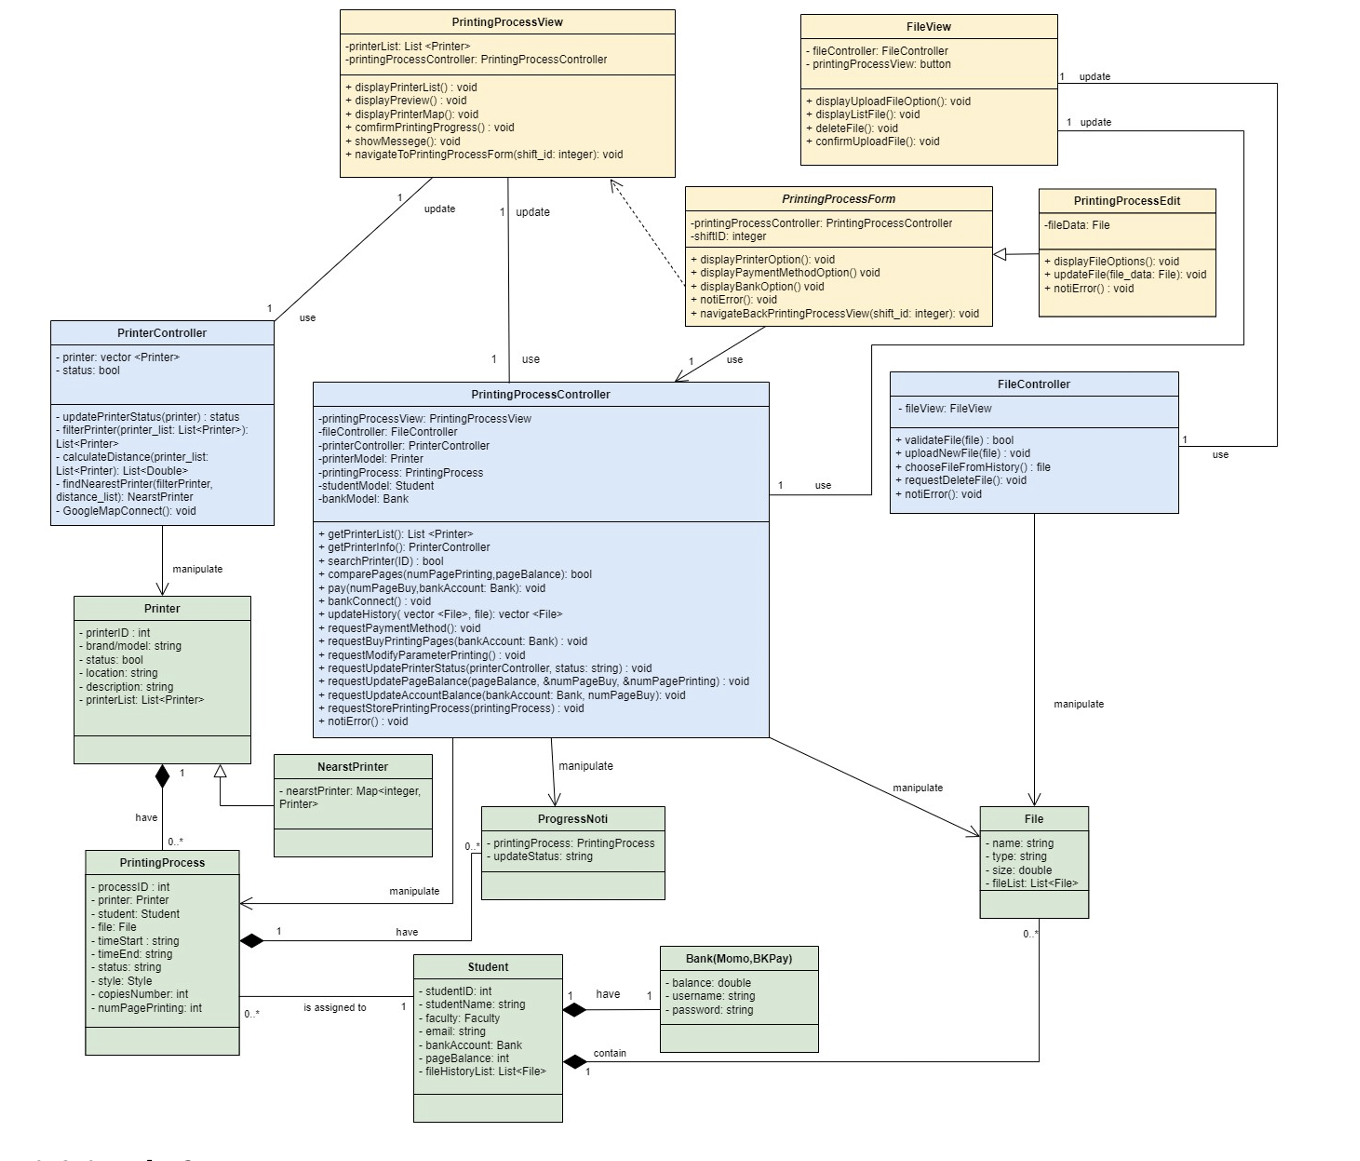 PrintingProcessView
-printerList: List <Printer>
-printingProcessController: PrintingProcessController
+ displayPrinterList() : void
+ displayPreview() : void
+ displayPrinterMap(): void
+ comfirmPrintingProgress() : void
+ showMessege(): void
+ navigateToPrintingProcessForm(shift_id: integer): void
FileView
- fileController: FileController
- printingProcessView: button
+ displayUploadFileOption(): void
+ displayListFile(): void
+ deleteFile(): void
+ confirmUploadFile(): void
1 update
1 update
1
update
1 update
PrintingProcessForm
-printingProcessController: PrintingProcessController
-shiftID: integer
+ displayPrinterOption(): void
+ displayPaymentMethodOption() void
+ displayBankOption() void
+ notiError(): void
+ navigateBackPrintingProcessView(shift_id: integer): void
PrintingProcessEdit
-fileData: File
+ displayFileOptions(): void
+ updateFile(file_data: File): void
+ notiError() : void
1
use
1 use
1 use
PrinterController
- printer: vector <Printer>
- status: bool
- updatePrinterStatus(printer) : status
- filterPrinter(printer_list: List<Printer>):
List<Printer>
- calculateDistance(printer_list:
List<Printer): List<Double>
- findNearestPrinter(filterPrinter,
distance_list): NearstPrinter
- GoogleMapConnect(): void
PrintingProcessController
-printingProcessView: PrintingProcessView
-fileController: FileController
-printerController: PrinterController
-printerModel: Printer
-printingProcess: PrintingProcess
-studentModel: Student
-bankModel: Bank
+ getPrinterList(): List <Printer>
+ getPrinterInfo(): PrinterController
+ searchPrinter(ID) : bool
+ comparePages(numPagePrinting,pageBalance): bool
+ pay(numPageBuy,bankAccount: Bank): void
+ bankConnect() : void
+ updateHistory( vector <File>, file): vector <File>
+ requestPaymentMethod(): void
+ requestBuyPrintingPages(bankAccount: Bank) : void
+ requestModifyParameterPrinting() : void
+ requestUpdatePrinterStatus(printerController, status: string) : void
+ requestUpdatePageBalance(pageBalance, &numPageBuy, &numPagePrinting) : void
+ requestUpdateAccountBalance(bankAccount: Bank, numPageBuy): void
+ requestStorePrintingProcess(printingProcess) : void
+ notiError() : void
FileController
- fileView: FileView
+ validateFile(file) : bool
+ uploadNewFile(file) : void
+ chooseFileFromHistory() : file
+ requestDeleteFile(): void
+ notiError(): void
1
use
1 use
manipulate
Printer
- printerID : int
- brand/model: string
- status: bool
- location: string
- description: string
- printerList: List<Printer>
manipulate
1
have
0..*
NearstPrinter
- nearstPrinter: Map<integer,
Printer>
manipulate
manipulate
manipulate
ProgressNoti
- printingProcess: PrintingProcess
- updateStatus: string
0..*
File
- name: string
- type: string
- size: double
- fileList: List<File>
0..*
PrintingProcess
- processID : int
- printer: Printer
- student: Student
- file: File
- timeStart : string
- timeEnd: string
- status: string
- style: Style
- copiesNumber: int
- numPagePrinting: int
1 have
0..* is assigned to 1
Student
- studentID: int
- studentName: string
- faculty: Faculty
- email: string
- bankAccount: Bank
- pageBalance: int
- fileHistoryList: List<File>
1 have 1
Bank(Momo,BKPay)
- balance: double
- username: string
- password: string
contain
1